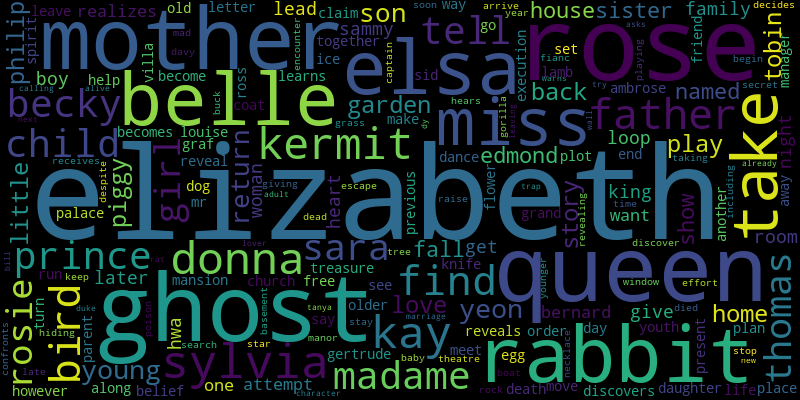 elizabeth
mother
rose
belle
elsa
queen
ghost
rabbit
miss
take
kermit
father
tell
becky
child
prince
donna
sylvia
madame
kay
find
bird
rosie
sara
young
girl
return
piggy
little
philip
garden
son
lead
house
sister
family
tobin
named
back
edmond
play
loop
king
want
story
show
night
thomas
home
room
give
love
fall
get
yeon
bernard
hwa
later
realizes
old
letter
leave
spirit
boy
help
villa
become
ross
learns
ice
sammy
together
claim
way
soon
arrive
year
go
set
execution
friend
manager
asks
decides
playing
begin
secret
fianc
warns
lamb
ambrose
try
captain
sid
encounter
mad
davy
calling
alive
buck
coat
grass
make
hears
gorilla
dy
becomes
louise
graf
reveal
receives
despite
palace
dog
mr
woman
giving
adult
heart
escape
dead
previous
dance
flower
raise
trap
plot
end
taking
already
away
including
another
grand
time
revealing
discover
lover
tree
treasure
mansion
church
free
run
keep
turn
hiding
parent
duke
poison
basement
search
star
tanya
say
manor
stay
see
older
knife
marriage
reveals
order
meet
day
egg
necklace
youth
present
plan
window
younger
effort
died
stop
new
place
life
daughter
discovers
move
death
rock
boat
gertrude
baby
theatre
character
attempt
one
belief
along
however
late
confronts
bill